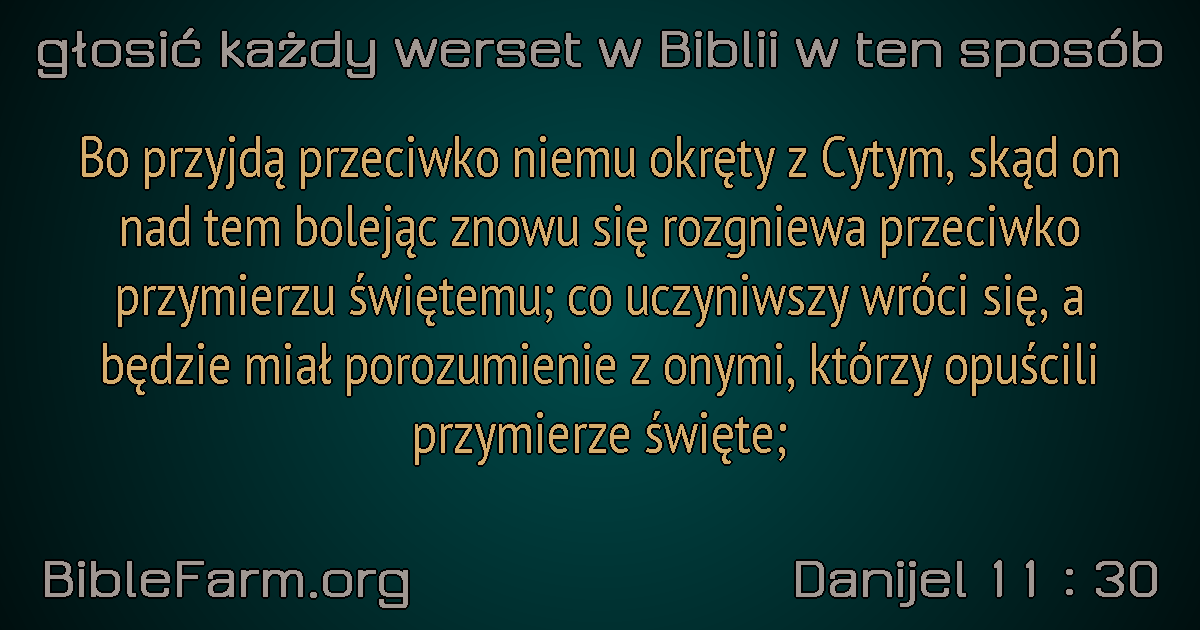 głosić każdy werset w Biblii w ten sposób
Bo przyjdą przeciwko niemu okręty z Cytym, skąd on
nad tem bolejąc znowu się rozgniewa przeciwko
przymierzu świętemu; co uczyniwszy wróci się, a
będzie miał porozumienie z onymi, którzy opuścili
przymierze święte;
BibleFarm.org
Danijel 11 : 30